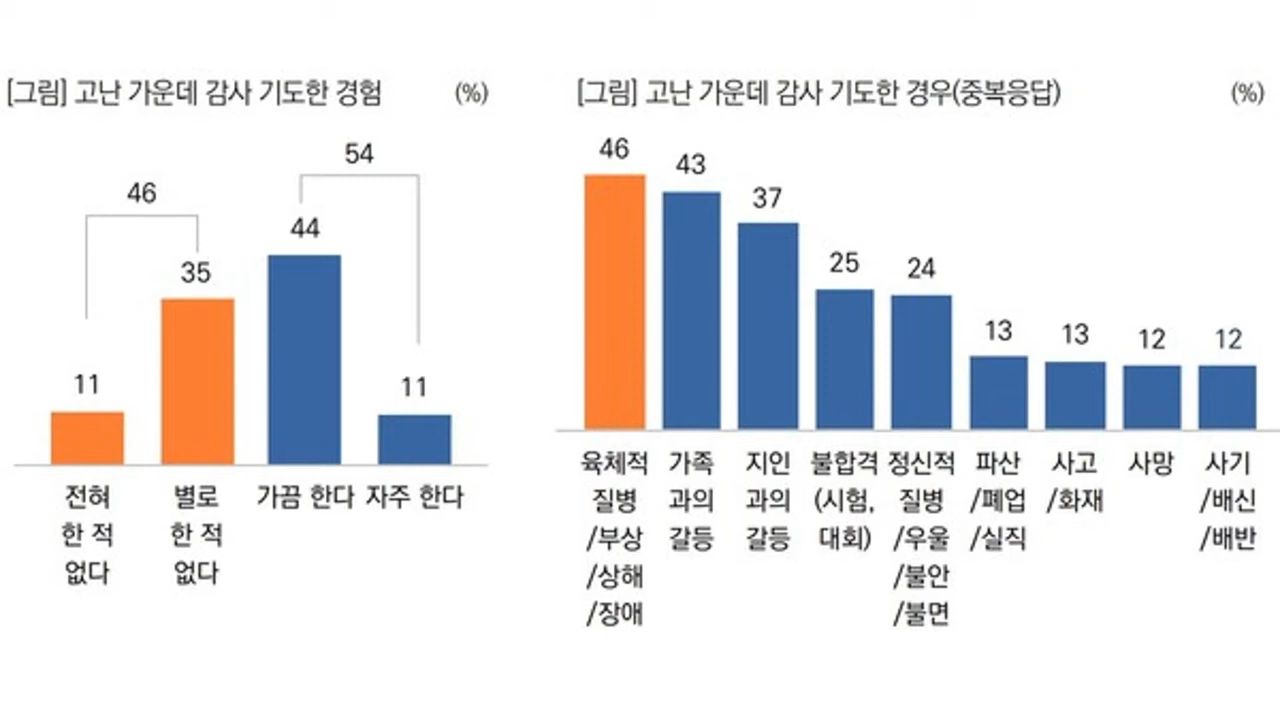 [그림] 고난 가운데 감사 기도한 경험 (%)
54
46
44
35
11
11
전혀
한 적
없다
별로
한 적
없다
가끔 한다
자주 한다
[그림] 고난 가운데 감사 기도한 경우(중복응답) (%)
46
43
37
25
24
13
13
12
12
육체적
질병
/부상
/상해
/장애
가족
과의
갈등
지인
과의
갈등
불합격
(시험,
대회)
정신적
질병
/우울
/불안
/불면
파산
/폐업
/실직
사고
/화재
사망
사기
/배신
/배반